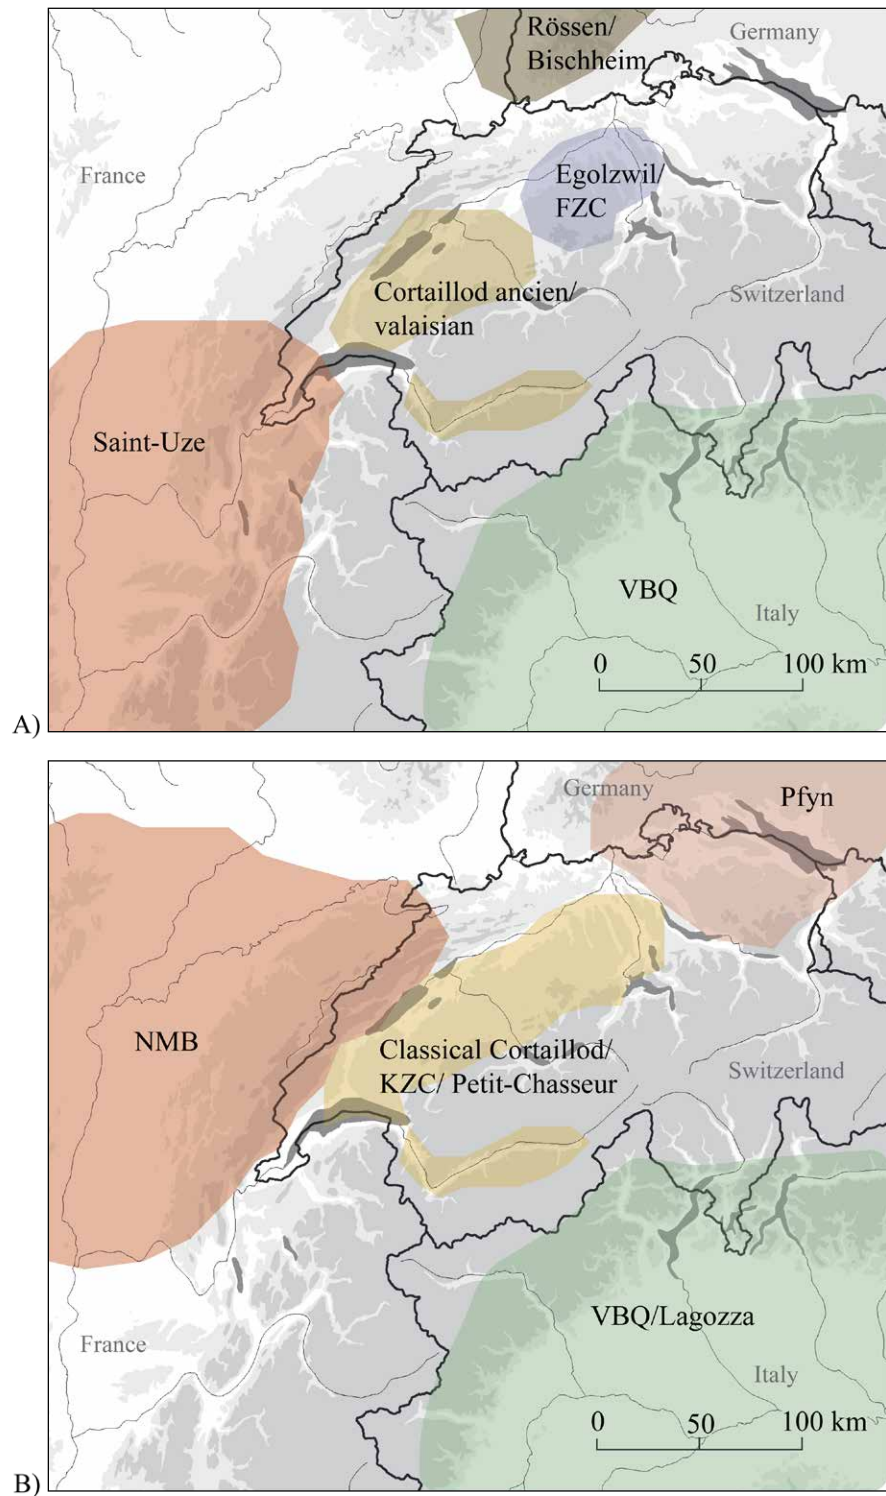 Rössen/
Bischheim
Germany
France
Egolzwil/
FZC
Cortaillod ancien/
valaisian
Switzerland
Saint-Uze
VBQ
Italy
0 50 100 km
A)
Germany
Pfyn
NMB
Classical Cortaillod/
KZC/ Petit-Chasseur
Switzerland
VBQ/Lagozza
France
Italy
0 50 100 km
B)